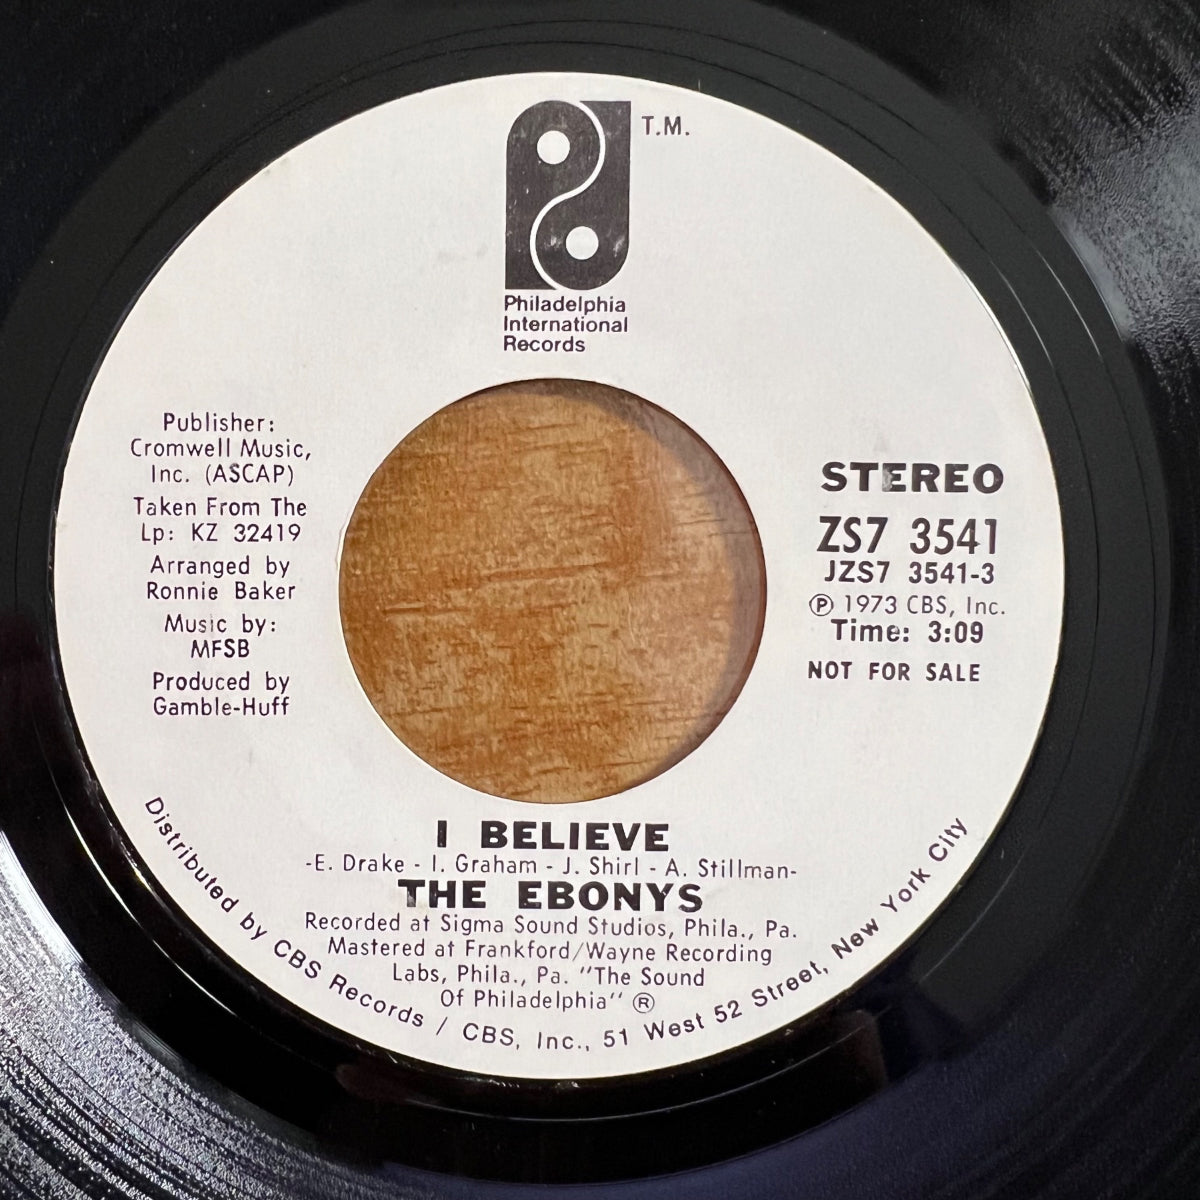 T.M.
Philadelphia
International
Records
Publisher:
Cromwell Music,
Inc. (ASCAP)
Taken From The
Lp: KZ 32419
Arranged by
Ronnie Baker
Music by:
MFSB
Produced by
Gamble-Huff
STEREO
ZS7 3541
JZS7 3541-3
Ⓟ 1973 CBS, Inc.
Time: 3:09
NOT FOR SALE
I BELIEVE
-E. Drake - I. Graham - J. Shirl - A. Stillman-
THE EBONYS
Recorded at Sigma Sound Studios, Phila., Pa.
Mastered at Frankford/Wayne Recording
Labs, Phila., Pa. "The Sound
Of Philadelphia" ®
Distributed by CBS Records / CBS, Inc., 51 West 52 Street, New York City